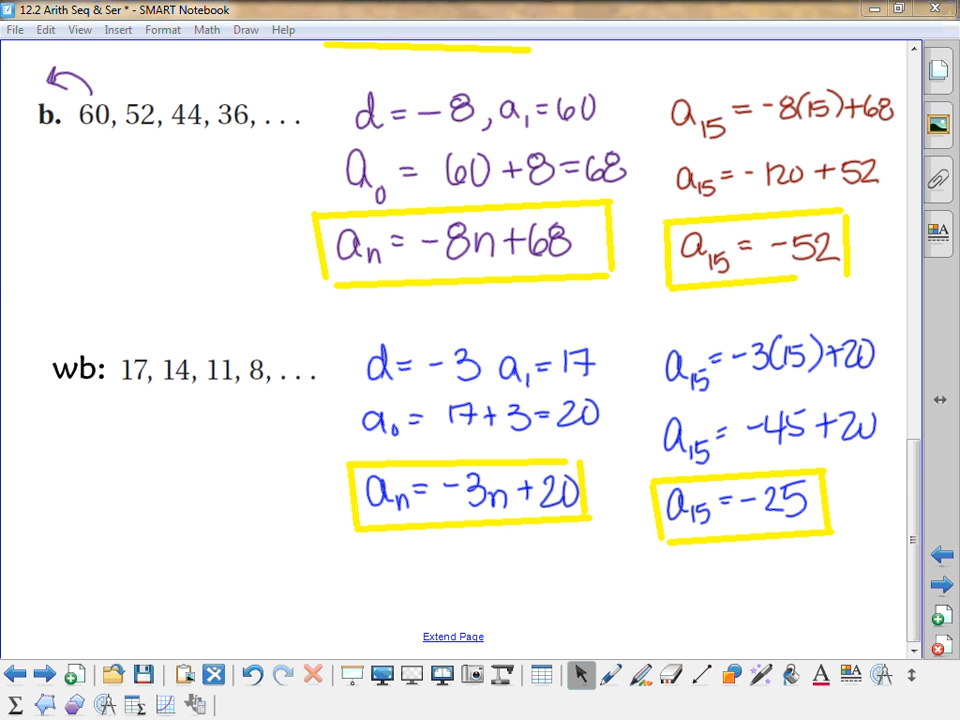 12.2 Arith Seq & Ser * - SMART Notebook
File Edit View Insert Format Math Draw Help
b. 60, 52, 44, 36, . . .
d = -8, a₁ = 60
a₀ = 60 + 8 = 68
aₙ = -8n + 68
a₁₅ = -8(15) + 68
a₁₅ = -120 + 52
a₁₅ = -52
wb: 17, 14, 11, 8, . . .
d = -3 a₁ = 17
a₀ = 17 + 3 = 20
aₙ = -3n + 20
a₁₅ = -3(15) + 20
a₁₅ = -45 + 20
a₁₅ = -25
Extend Page